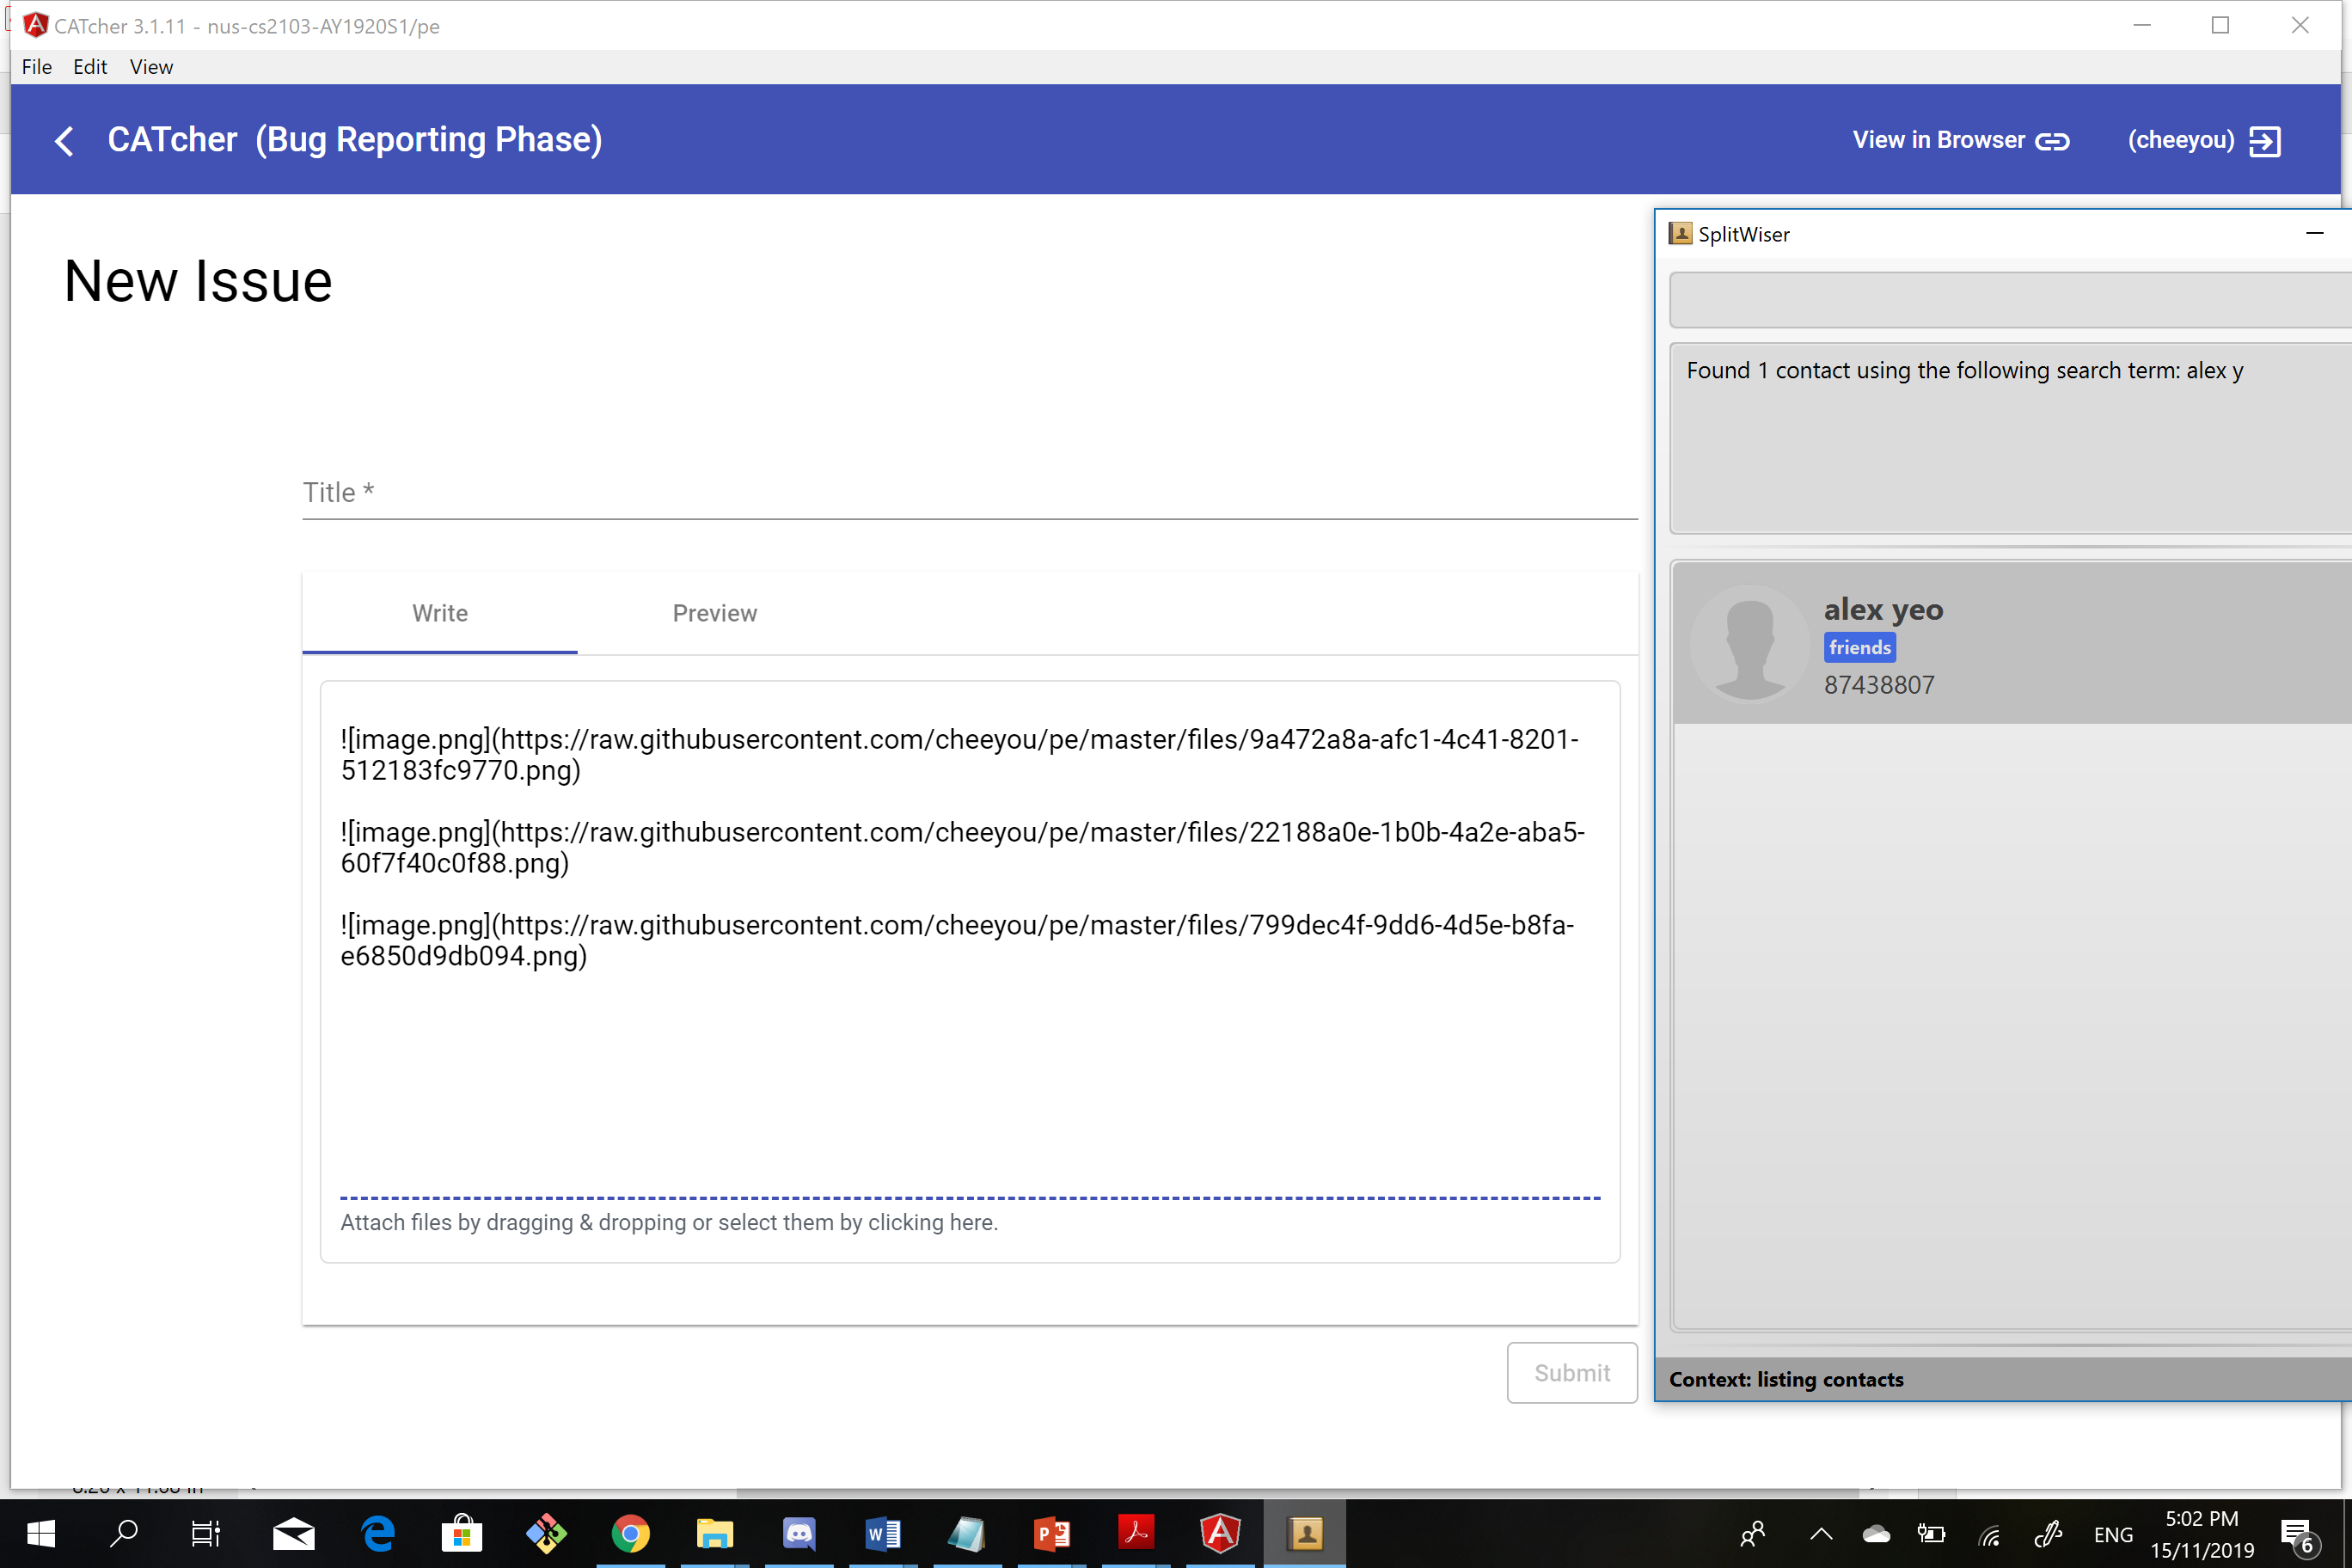 CATcher 3.1.11 - nus-cs2103-AY1920S1/pe
File Edit View
CATcher (Bug Reporting Phase)
View in Browser
(cheeyou)
New Issue
Title *
Write
Preview
![image.png](https://raw.githubusercontent.com/cheeyou/pe/master/files/9a472a8a-afc1-4c41-8201-
512183fc9770.png)
![image.png](https://raw.githubusercontent.com/cheeyou/pe/master/files/22188a0e-1b0b-4a2e-aba5-
60f7f40c0f88.png)
![image.png](https://raw.githubusercontent.com/cheeyou/pe/master/files/799dec4f-9dd6-4d5e-b8fa-
e6850d9db094.png)
Attach files by dragging & dropping or select them by clicking here.
Submit
SplitWiser
Found 1 contact using the following search term: alex y
alex yeo
friends
87438807
Context: listing contacts
ENG
5:02 PM
15/11/2019
6